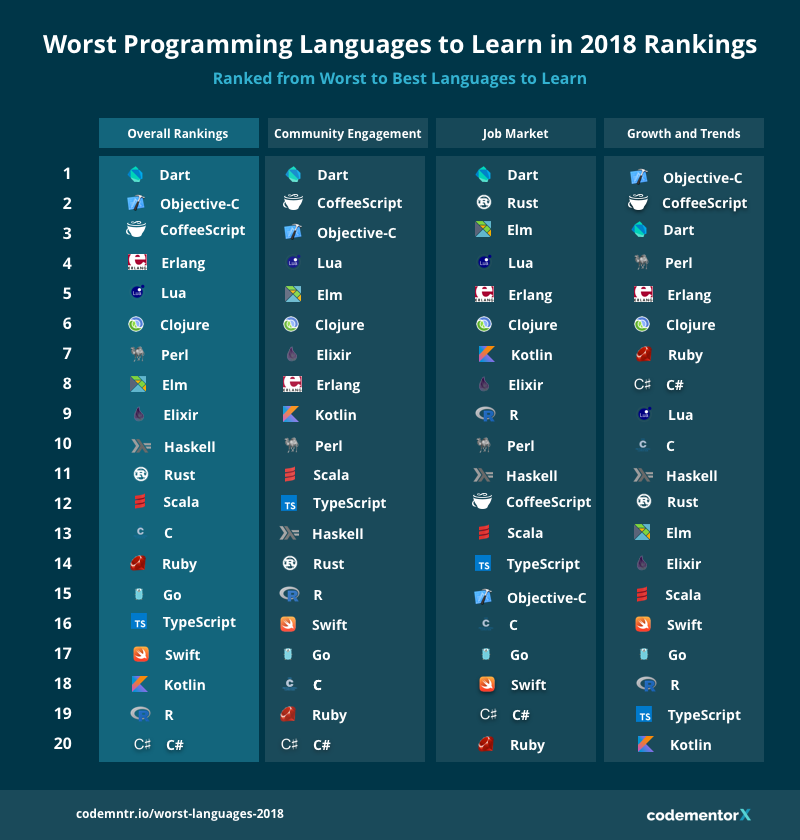 Worst Programming Languages to Learn in 2018 Rankings
Ranked from Worst to Best Languages to Learn
Overall Rankings Community Engagement Job Market Growth and Trends
1 Dart Dart Dart Objective-C
2 Objective-C CoffeeScript Rust CoffeeScript
3 CoffeeScript Objective-C Elm Dart
4 Erlang Lua Lua Perl
5 Lua Elm Erlang Erlang
6 Clojure Clojure Clojure Clojure
7 Perl Elixir Kotlin Ruby
8 Elm Erlang Elixir C#
9 Elixir Kotlin R Lua
10 Haskell Perl Perl C
11 Rust Scala Haskell Haskell
12 Scala TypeScript CoffeeScript Rust
13 C Haskell Scala Elm
14 Ruby Rust TypeScript Elixir
15 Go R Objective-C Scala
16 TypeScript Swift C Swift
17 Swift Go Go Go
18 Kotlin C Swift R
19 R Ruby C# TypeScript
20 C# C# Ruby Kotlin
codemntr.io/worst-languages-2018 codementorX